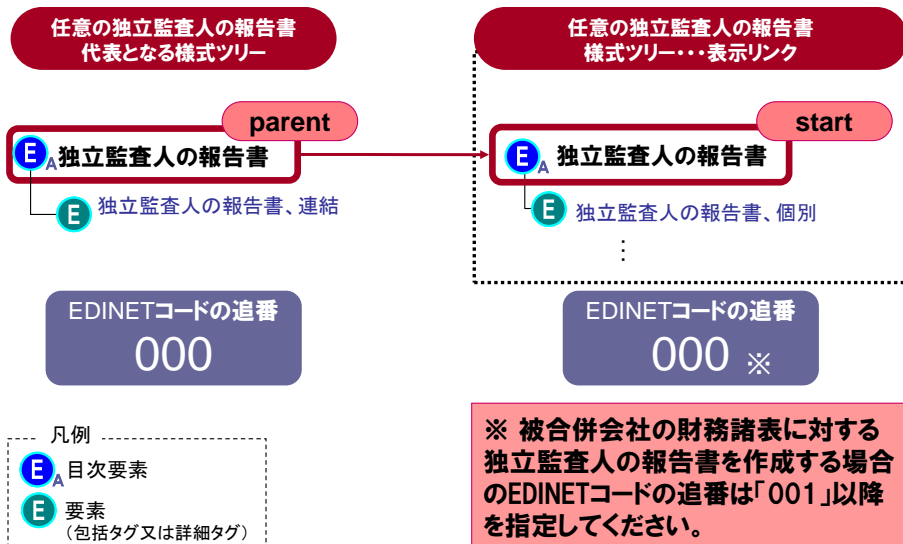 任意の独立監査人の報告書
代表となる様式ツリー
parent
E A 独立監査人の報告書
E 独立監査人の報告書、連結
EDINETコードの追番
000
任意の独立監査人の報告書
様式ツリー・・・表示リンク
start
E A 独立監査人の報告書
E 独立監査人の報告書、個別
…
EDINETコードの追番
000 ※
凡例
E A 目次要素
E 要素
（包括タグ又は詳細タグ）
※ 被合併会社の財務諸表に対する
独立監査人の報告書を作成する場合
のEDINETコードの追番は「001」以降
を指定してください。